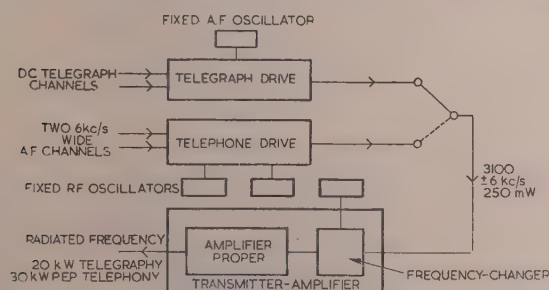 FIXED A.F OSCILLATOR
DC TELEGRAPH
CHANNELS
TELEGRAPH DRIVE
TWO 6kc/s
WIDE
A.F CHANNELS
TELEPHONE DRIVE
FIXED RF OSCILLATORS
3100
±6 kc/s
250 mW
RADIATED FREQUENCY
20 kW TELEGRAPHY
30 kW PEP TELEPHONY
AMPLIFIER
PROPER
TRANSMITTER-AMPLIFIER
FREQUENCY-CHANGER